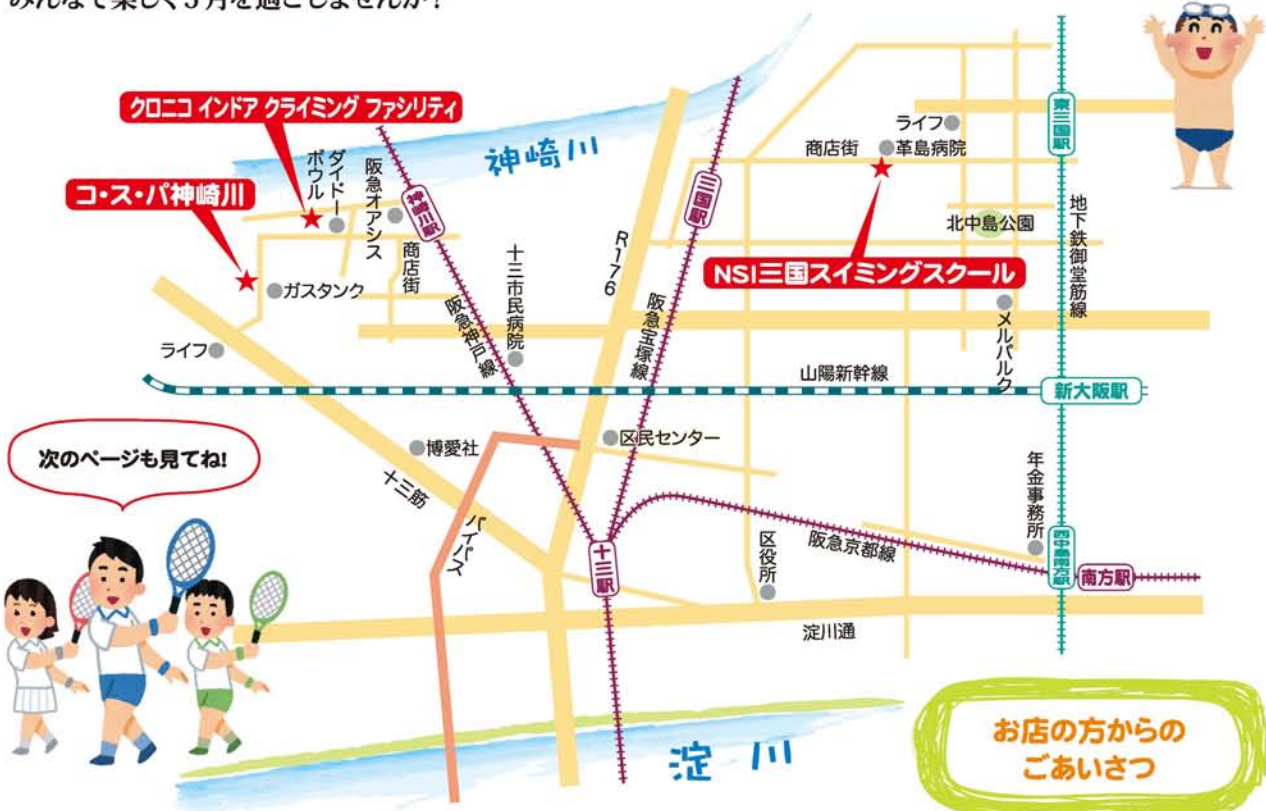 みんなで楽しく5月を過ごしませんか？
クロニコ インドア クライミング ファシリティ
コ・ス・パ神崎川
ダイドー
ボウル
阪急オアシス
神崎川
神崎川駅
三国駅
ライフ
商店街
革島病院
東三国駅
北中島公園
地下鉄御堂筋線
NSI三国スイミングスクール
ガスタンク
商店街
十三市民病院
R176
阪急神戸線
阪急宝塚線
メルパルク
ライフ
山陽新幹線
新大阪駅
次のページも見てね!
博愛社
区民センター
十三筋
バイパス
十三駅
区役所
阪急京都線
年金事務所
西中島南方駅
南方駅
淀川通
淀川
お店の方からの
ごあいさつ